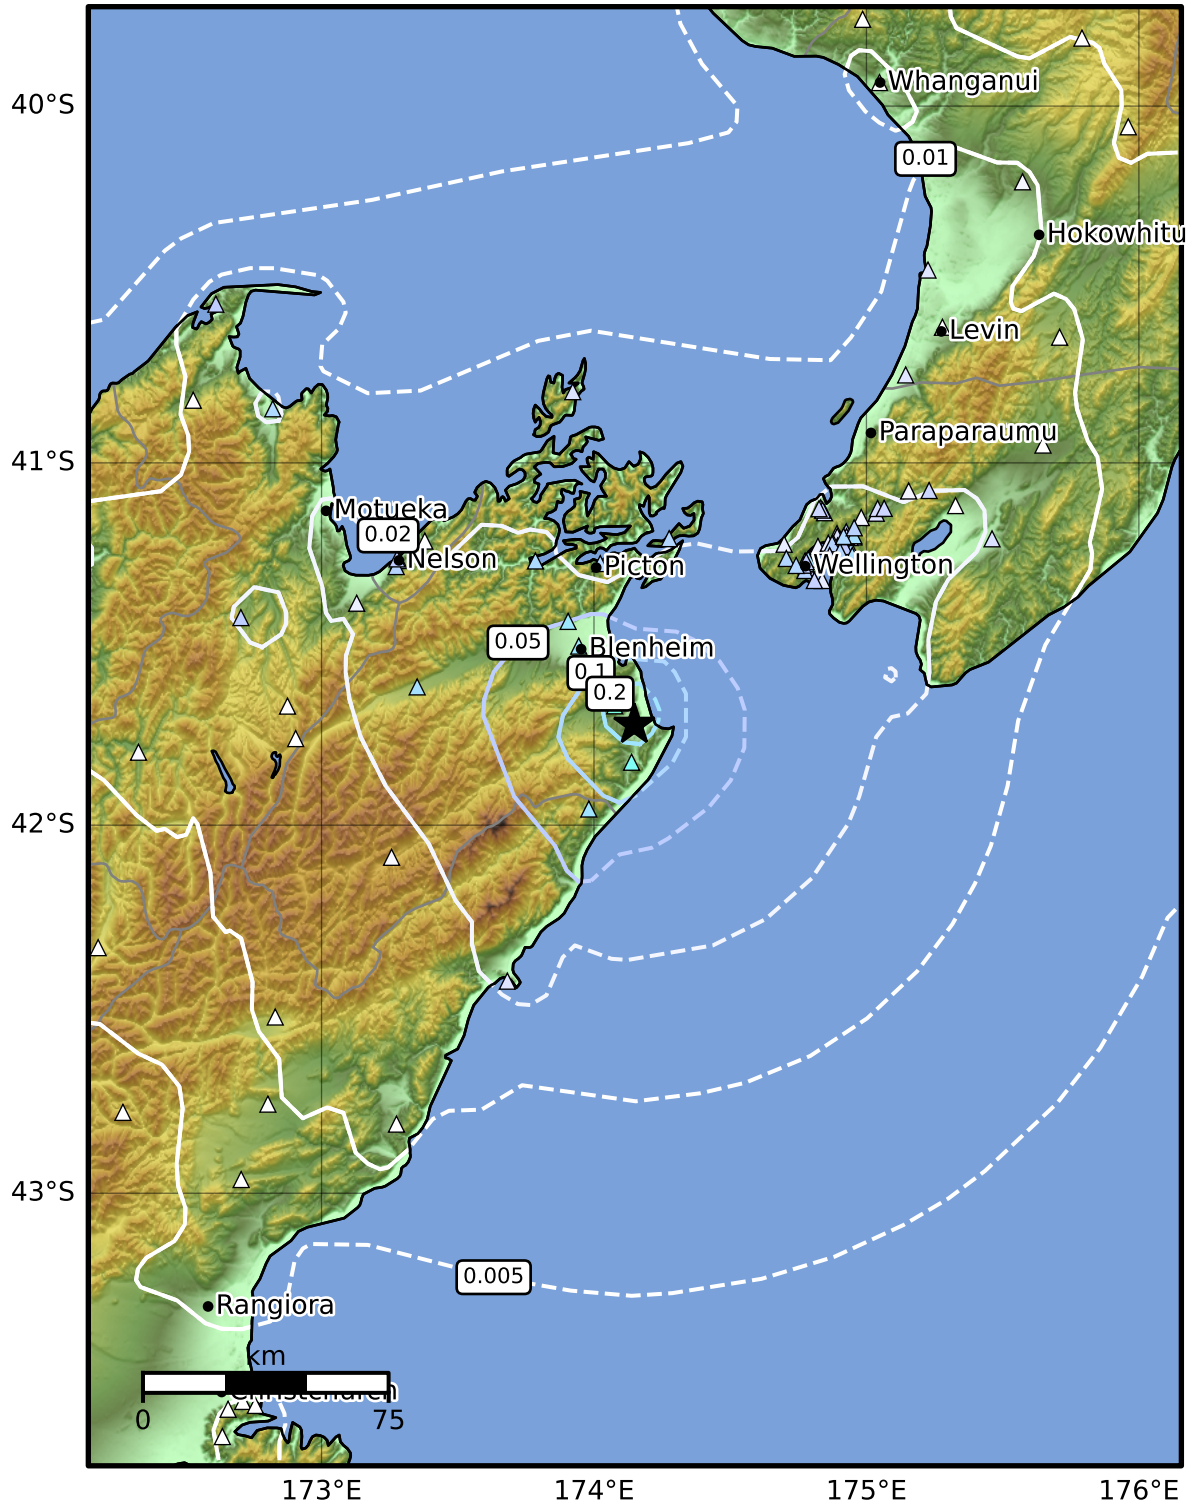 Whanganui
40°S
0.01
Hokowhitu
Levin
Paraparaumu
41°S
Motueka
0.02
Nelson
Picton
Wellington
0.05
Blenheim
0.1
0.2
42°S
43°S
0.005
Rangiora
km
Christchurch
0
75
173°E
174°E
175°E
176°E